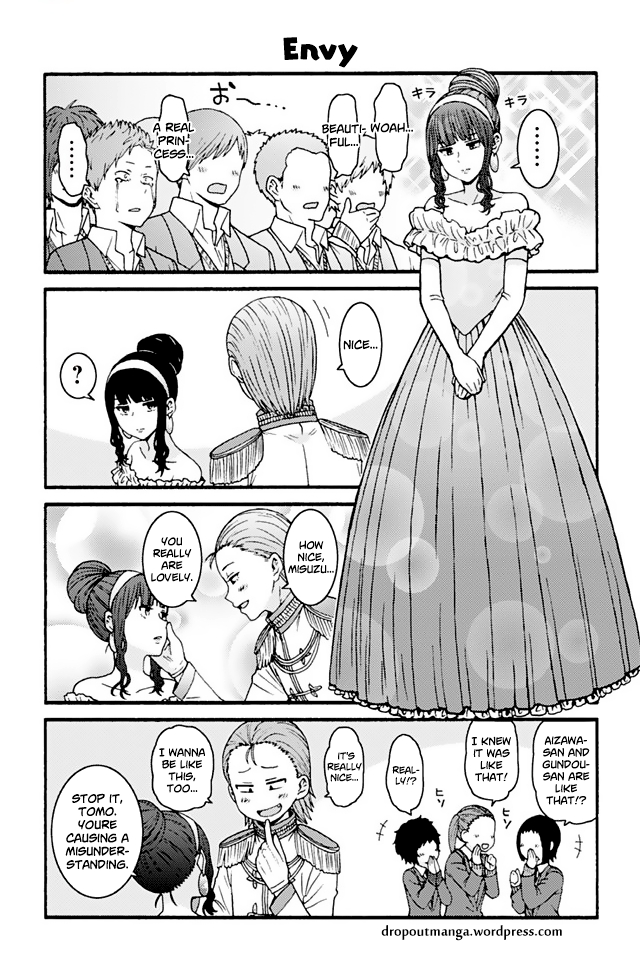 Envy
キラ
キラ
・・・・
WOAH...
BEAUTI-
FUL...
お〜…
A REAL
PRIN-
CESS...
・・・・
NICE...
?
HOW
NICE,
MISUZU...
YOU
REALLY
ARE
LOVELY.
AIZAWA-
SAN AND
GUNDOU-
SAN ARE
LIKE
THAT!?
I KNEW
IT WAS
LIKE
THAT!
REAL-
LY!?
ヒソ
ヒソ
IT'S
REALLY
NICE...
I WANNA
BE LIKE
THIS,
TOO...
STOP IT,
TOMO.
YOURE
CAUSING A
MISUNDER-
STANDING.
dropoutmanga.wordpress.com